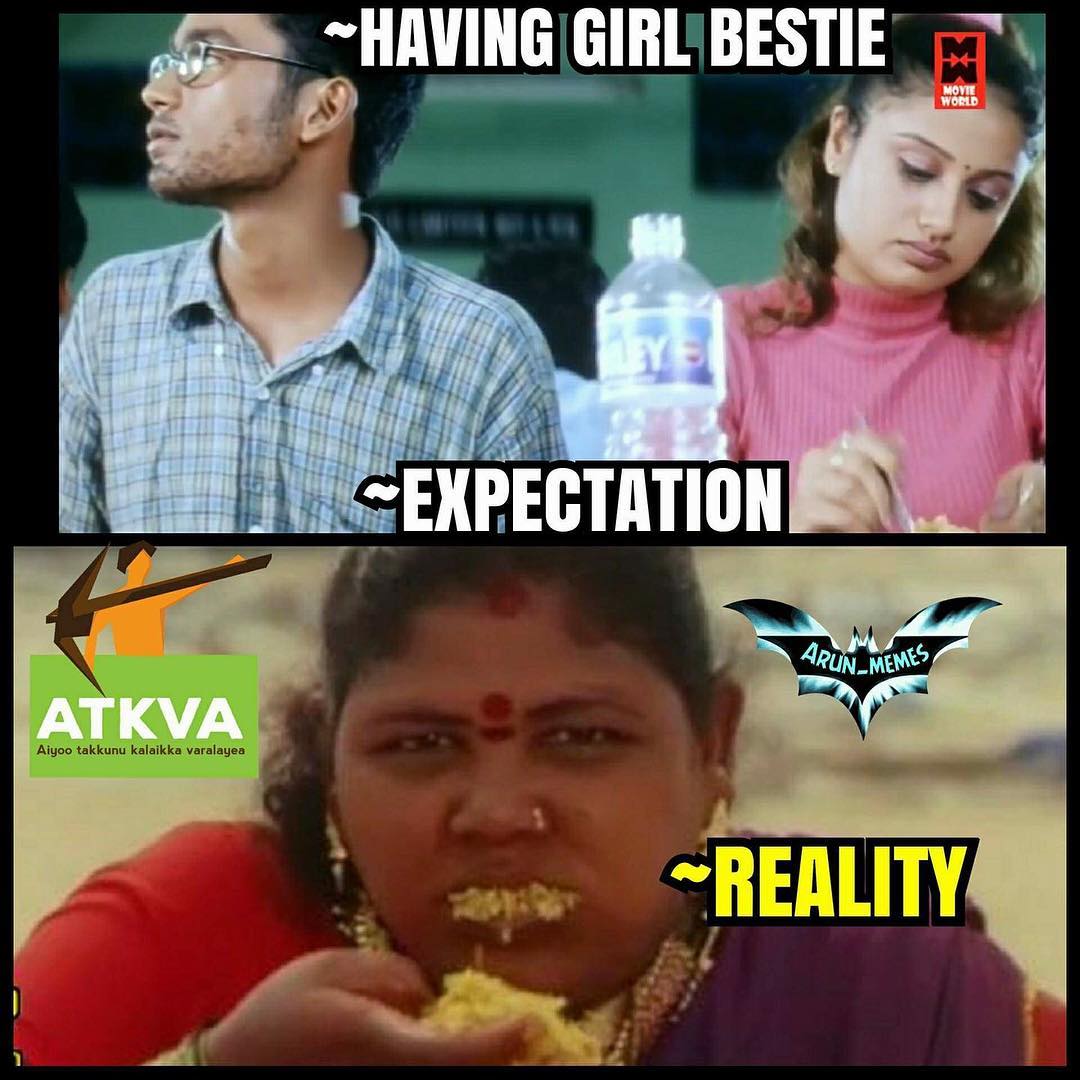 ~HAVING GIRL BESTIE
MOVIE
WORLD
~EXPECTATION
ATKVA
Aiyoo takkunu kalaikka varalayea
ARUN_MEMES
~REALITY